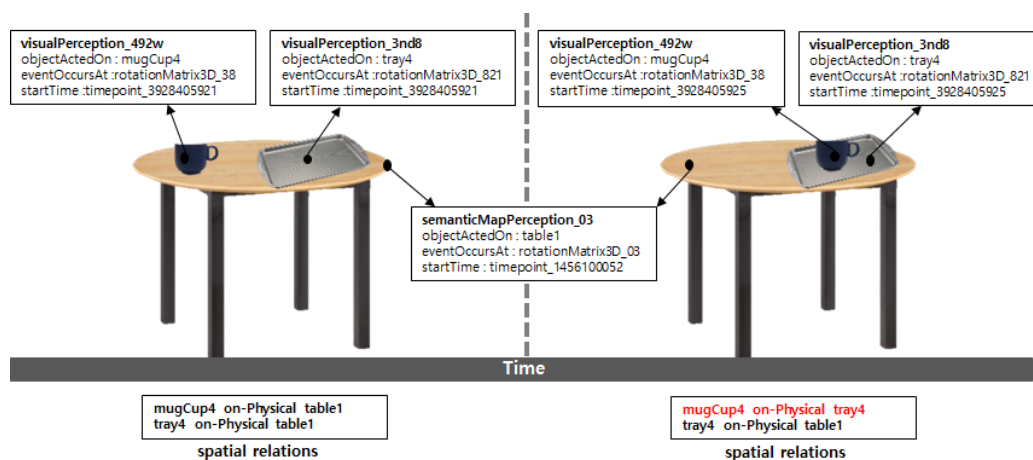 visualPerception_492w
objectActedOn : mugCup4
eventOccursAt :rotationMatrix3D_38
startTime :timepoint_3928405921
visualPerception_3nd8
objectActedOn : tray4
eventOccursAt :rotationMatrix3D_821
startTime :timepoint_3928405921
visualPerception_492w
objectActedOn : mugCup4
eventOccursAt :rotationMatrix3D_38
startTime :timepoint_3928405925
visualPerception_3nd8
objectActedOn : tray4
eventOccursAt :rotationMatrix3D_821
startTime :timepoint_3928405925
semanticMapPerception_03
objectActedOn : table1
eventOccursAt : rotationMatrix3D_03
startTime : timepoint_1456100052
Time
mugCup4 on-Physical table1
tray4 on-Physical table1
spatial relations
mugCup4 on-Physical tray4
tray4 on-Physical table1
spatial relations